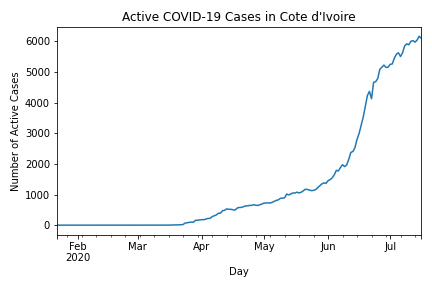 Active COVID-19 Cases in Cote d'Ivoire
Number of Active Cases
6000
5000
4000
3000
2000
1000
0
Feb Mar Apr May Jun Jul
2020
Day